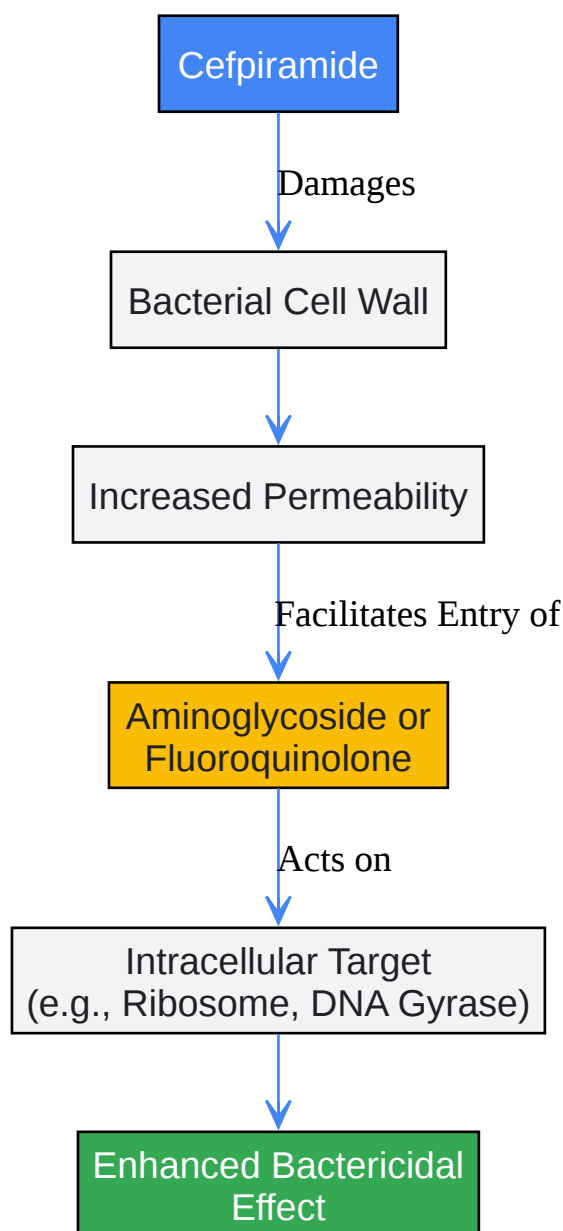 Cefpiramide
Damages
Bacterial Cell Wall
Increased Permeability
Facilitates Entry of
Aminoglycoside or
Fluoroquinolone
Acts on
Intracellular Target
(e.g., Ribosome, DNA Gyrase)
Enhanced Bactericidal
Effect